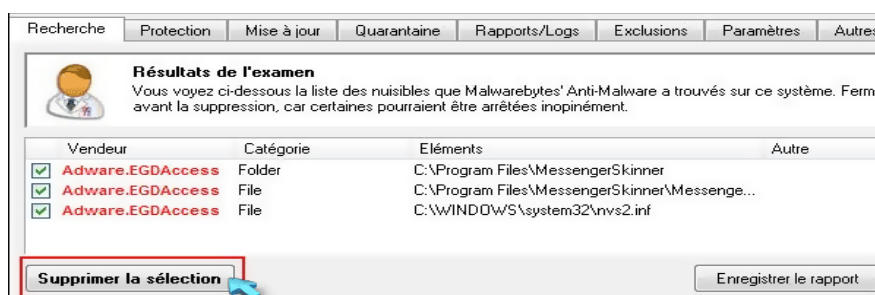 Recherche Protection Mise à jour Quarantaine Rapports/Logs Exclusions Paramètres Autres
Résultats de l'examen
Vous voyez ci-dessous la liste des nuisibles que Malwarebytes' Anti-Malware a trouvés sur ce système. Ferm
avant la suppression, car certaines pourraient être arrêtées inopinément.
Vendeur Catégorie Eléments Autre
Adware.EGDAccess Folder C:\Program Files\MessengerSkinner
Adware.EGDAccess File C:\Program Files\MessengerSkinner\Messenge...
Adware.EGDAccess File C:\WINDOWS\system32\nvs2.inf
Supprimer la sélection Enregistrer le rapport